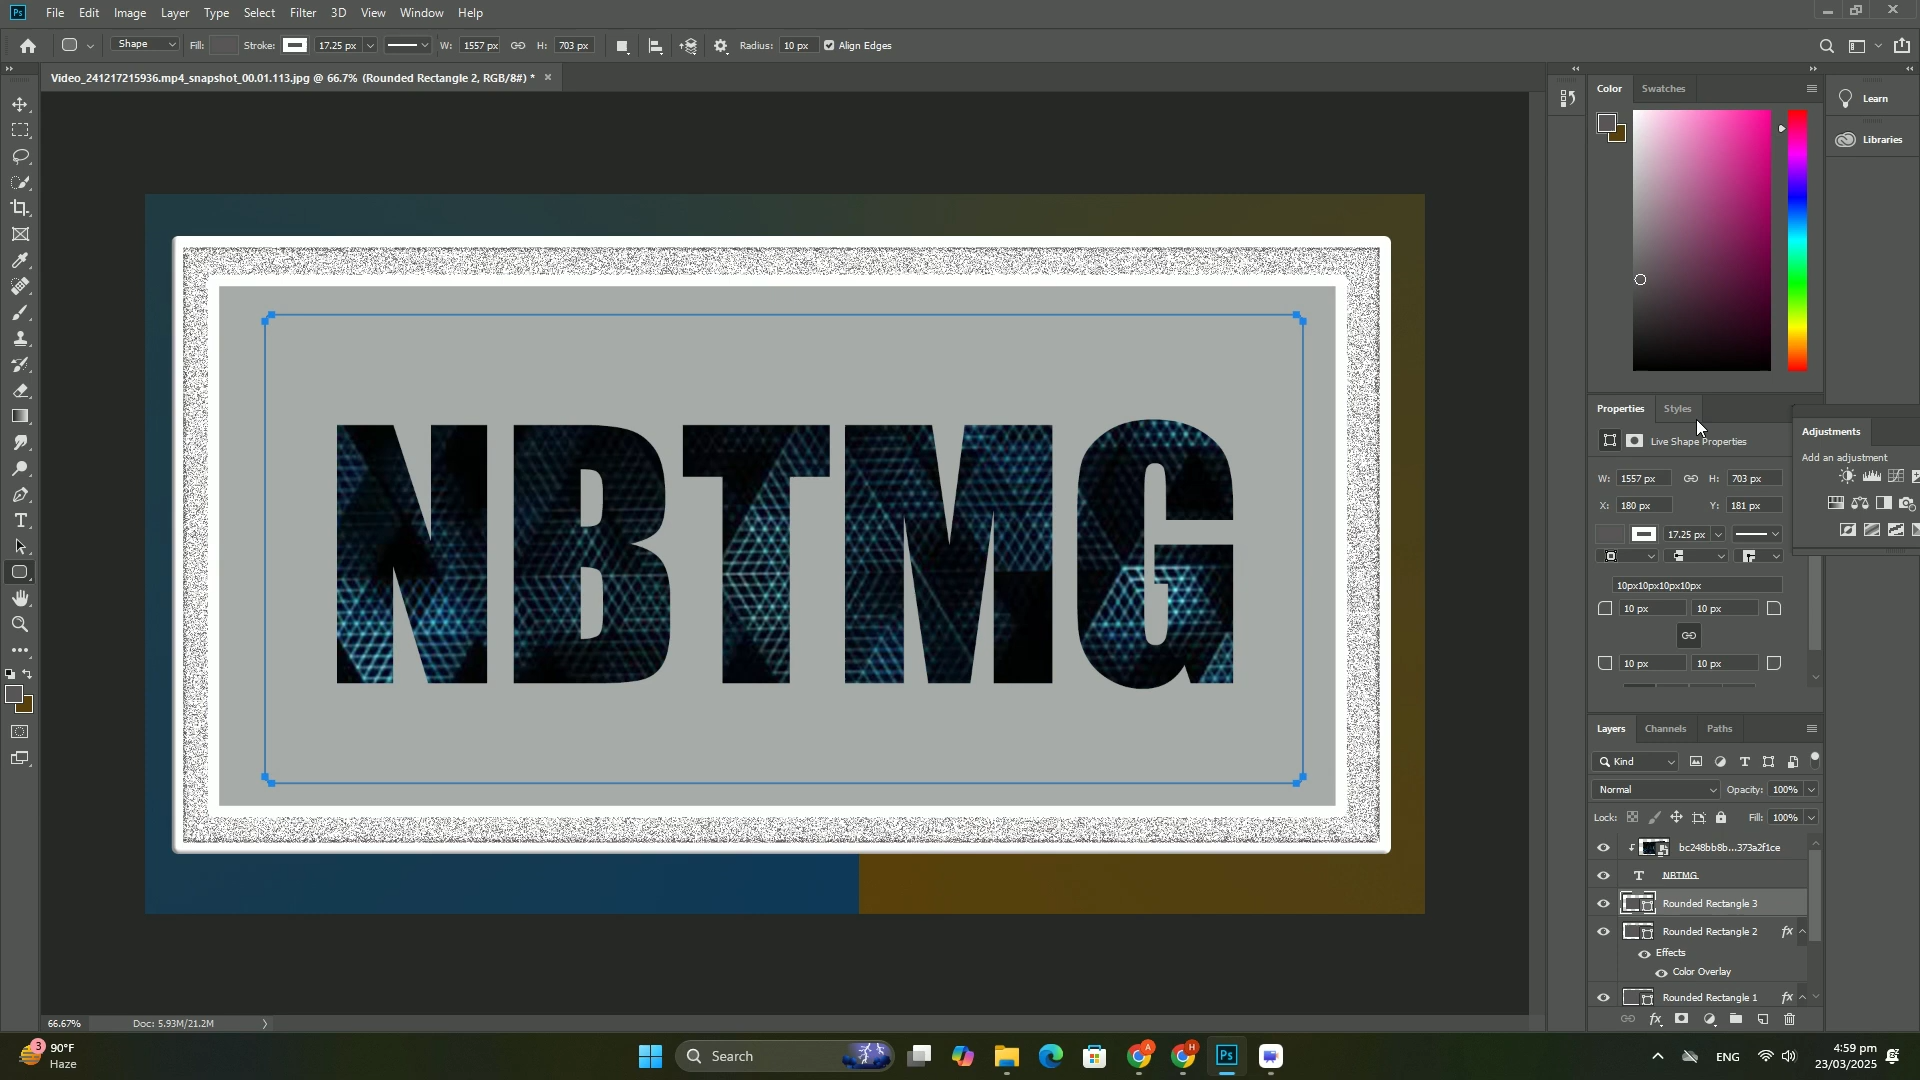 Ps File Edit Image Layer Type Select Filter 3D View Window Help
Shape Fill: Stroke: 17.25 px W: 1557 px H: 703 px Radius: 10 px Align Edges
Video_241217215936.mp4_snapshot_00.01.113.jpg @ 66.7% (Rounded Rectangle 2, RGB/8#) * ×
Color Swatches
Learn
Libraries
NBTMG
Properties Styles
Live Shape Properties
W: 1557 px H: 703 px
X: 180 px Y: 181 px
17.25 px
10px10px10px10px
10 px 10 px
10 px 10 px
Adjustments
Add an adjustment
Layers Channels Paths
Kind
Normal Opacity: 100%
Lock: Fill: 100%
bc248bb8b...373a2f1ce
T NBTMG
Rounded Rectangle 3
Rounded Rectangle 2 fx
Effects
Color Overlay
Rounded Rectangle 1 fx
66.67% Doc: 5.93M/21.2M
3
90°F
Haze
Search
A
H
Ps
ENG
4:59 pm
23/03/2025